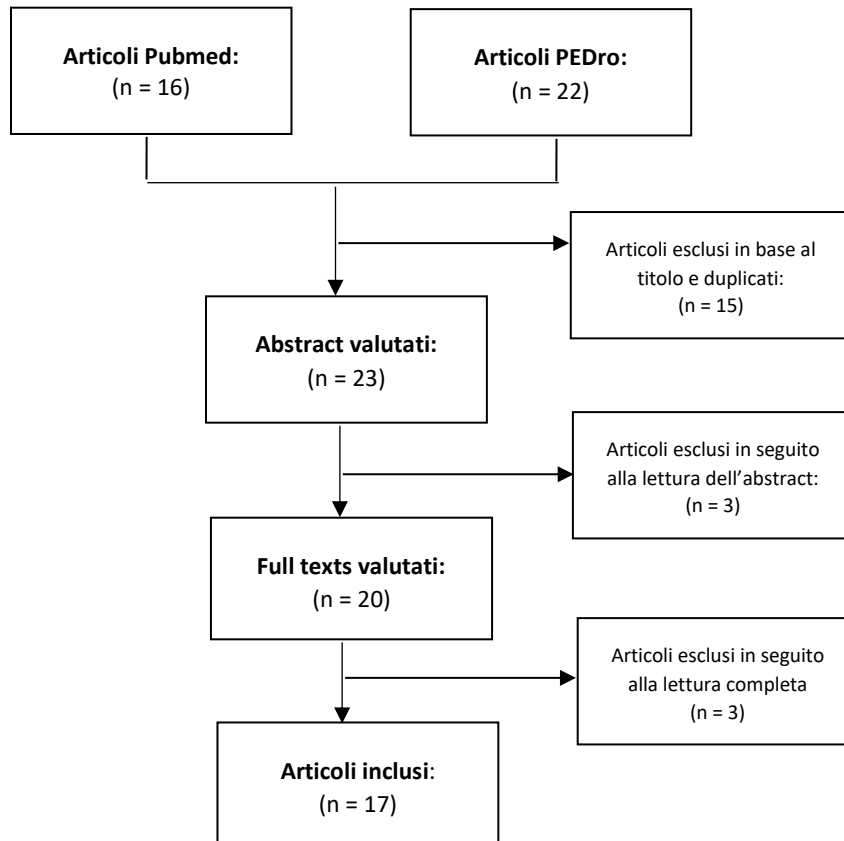 Articoli Pubmed:
(n = 16)
Articoli PEDro:
(n = 22)
Articoli esclusi in base al
titolo e duplicati:
(n = 15)
Abstract valutati:
(n = 23)
Articoli esclusi in seguito
alla lettura dell’abstract:
(n = 3)
Full texts valutati:
(n = 20)
Articoli esclusi in seguito
alla lettura completa
(n = 3)
Articoli inclusi:
(n = 17)